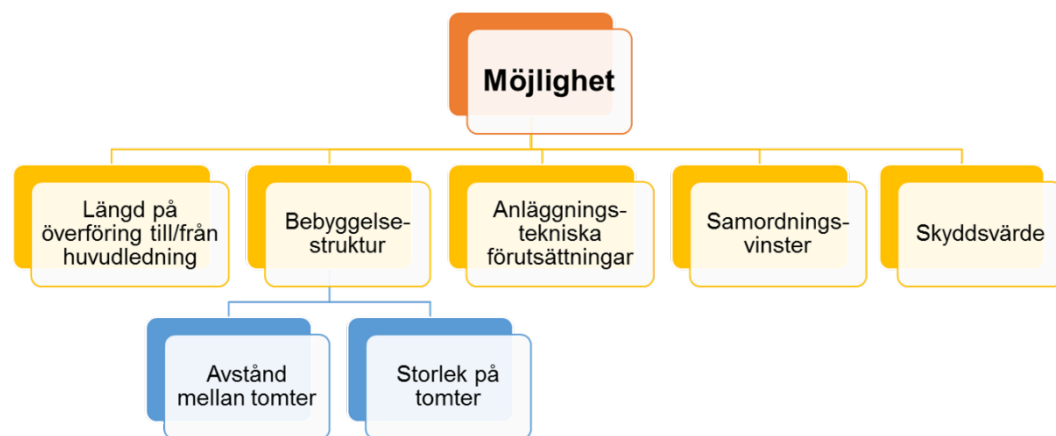 Möjlighet
Längd på
överföring till/från
huvudledning
Bebyggelse-
struktur
Anläggnings-
tekniska
förutsättningar
Samordnings-
vinster
Skyddsvärde
Avstånd
mellan tomter
Storlek på
tomter